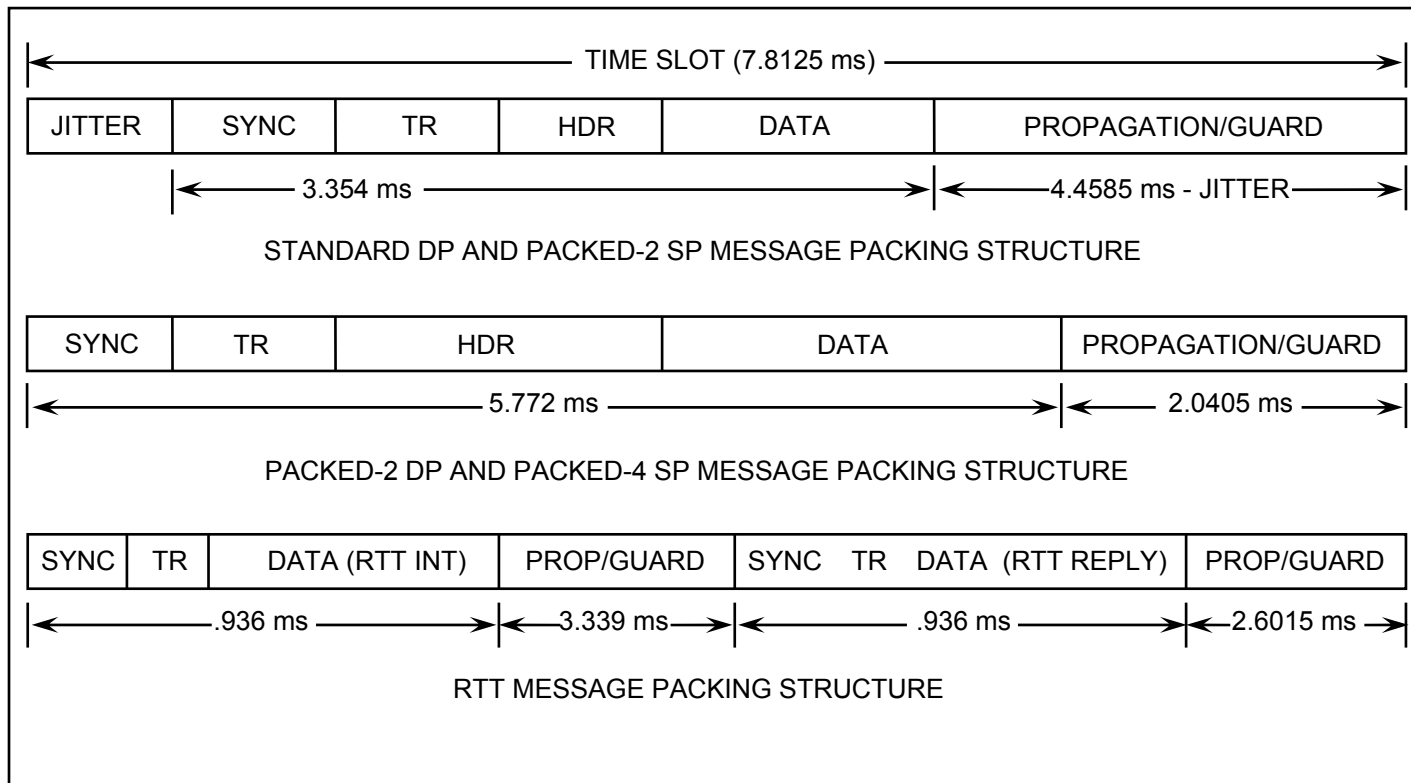 TIME SLOT (7.8125 ms)
JITTER SYNC TR HDR DATA PROPAGATION/GUARD
3.354 ms 4.4585 ms - JITTER
STANDARD DP AND PACKED-2 SP MESSAGE PACKING STRUCTURE
SYNC TR HDR DATA PROPAGATION/GUARD
5.772 ms 2.0405 ms
PACKED-2 DP AND PACKED-4 SP MESSAGE PACKING STRUCTURE
SYNC TR DATA (RTT INT) PROP/GUARD SYNC TR DATA (RTT REPLY) PROP/GUARD
.936 ms 3.339 ms .936 ms 2.6015 ms
RTT MESSAGE PACKING STRUCTURE